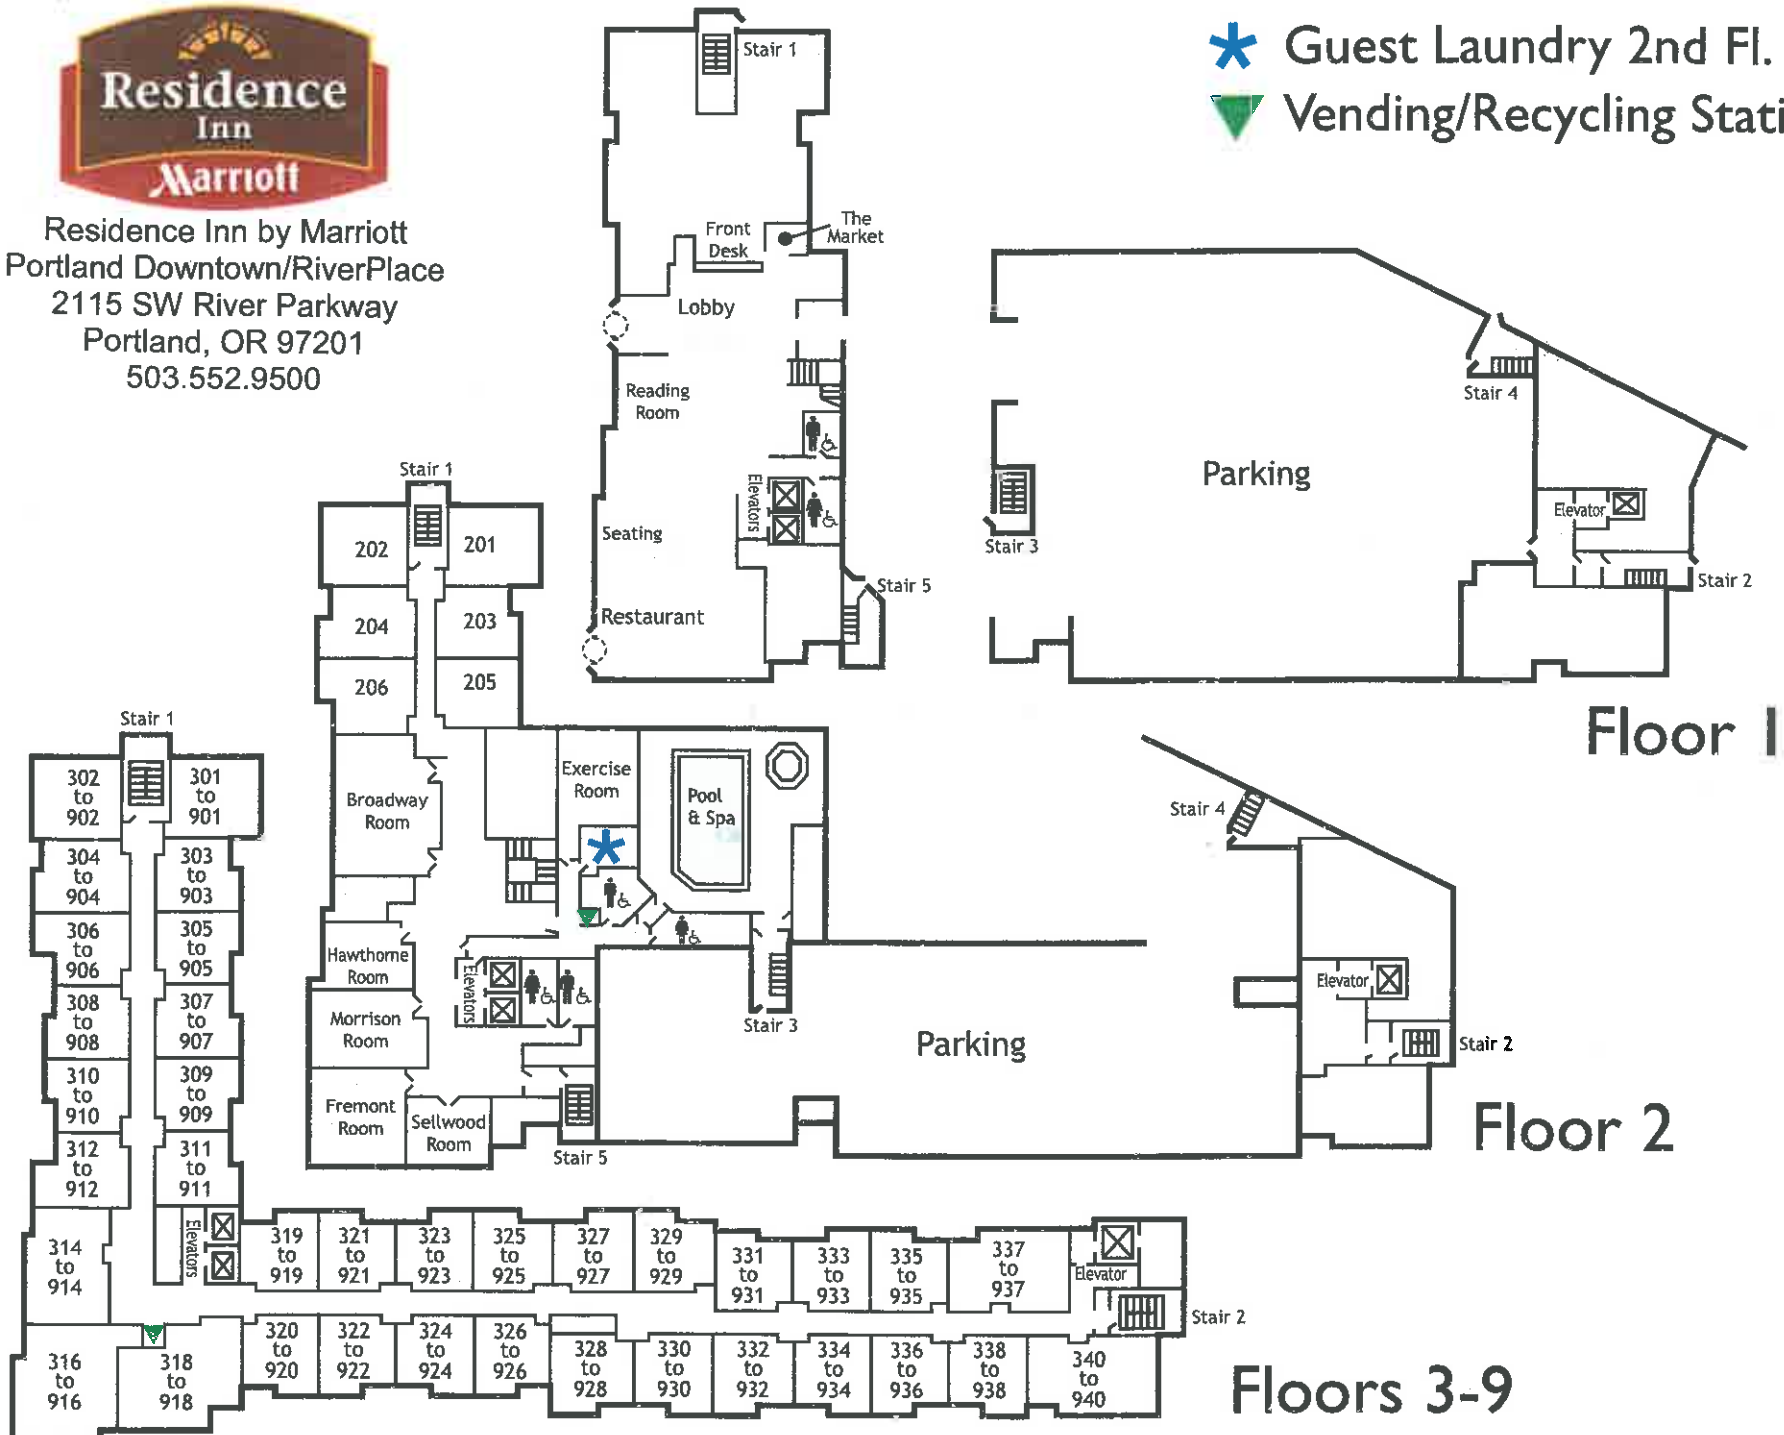 Residence
Inn
Marriott
Residence Inn by Marriott
Portland Downtown/RiverPlace
2115 SW River Parkway
Portland, OR 97201
503.552.9500
Guest Laundry 2nd Fl.
Vending/Recycling Stati
Stair 1
Front
Desk
The
Market
Lobby
Reading
Room
Elevators
Seating
Stair 5
Restaurant
Parking
Stair 4
Stair 3
Elevator
Stair 2
Floor 1
Stair 1
202
201
204
203
206
205
Broadway
Room
Exercise
Room
Pool
& Spa
Hawthorne
Room
Elevators
Morrison
Room
Fremont
Room
Sellwood
Room
Stair 5
Stair 3
Parking
Stair 4
Elevator
Stair 2
Floor 2
Stair 1
302
to
902
301
to
901
304
to
904
303
to
903
306
to
906
305
to
905
308
to
908
307
to
907
310
to
910
309
to
909
312
to
912
311
to
911
314
to
914
Elevators
319
to
919
321
to
921
323
to
923
325
to
925
327
to
927
329
to
929
331
to
931
333
to
933
335
to
935
337
to
937
Elevator
Stair 2
316
to
916
318
to
918
320
to
920
322
to
922
324
to
924
326
to
926
328
to
928
330
to
930
332
to
932
334
to
934
336
to
936
338
to
938
340
to
940
Floors 3-9